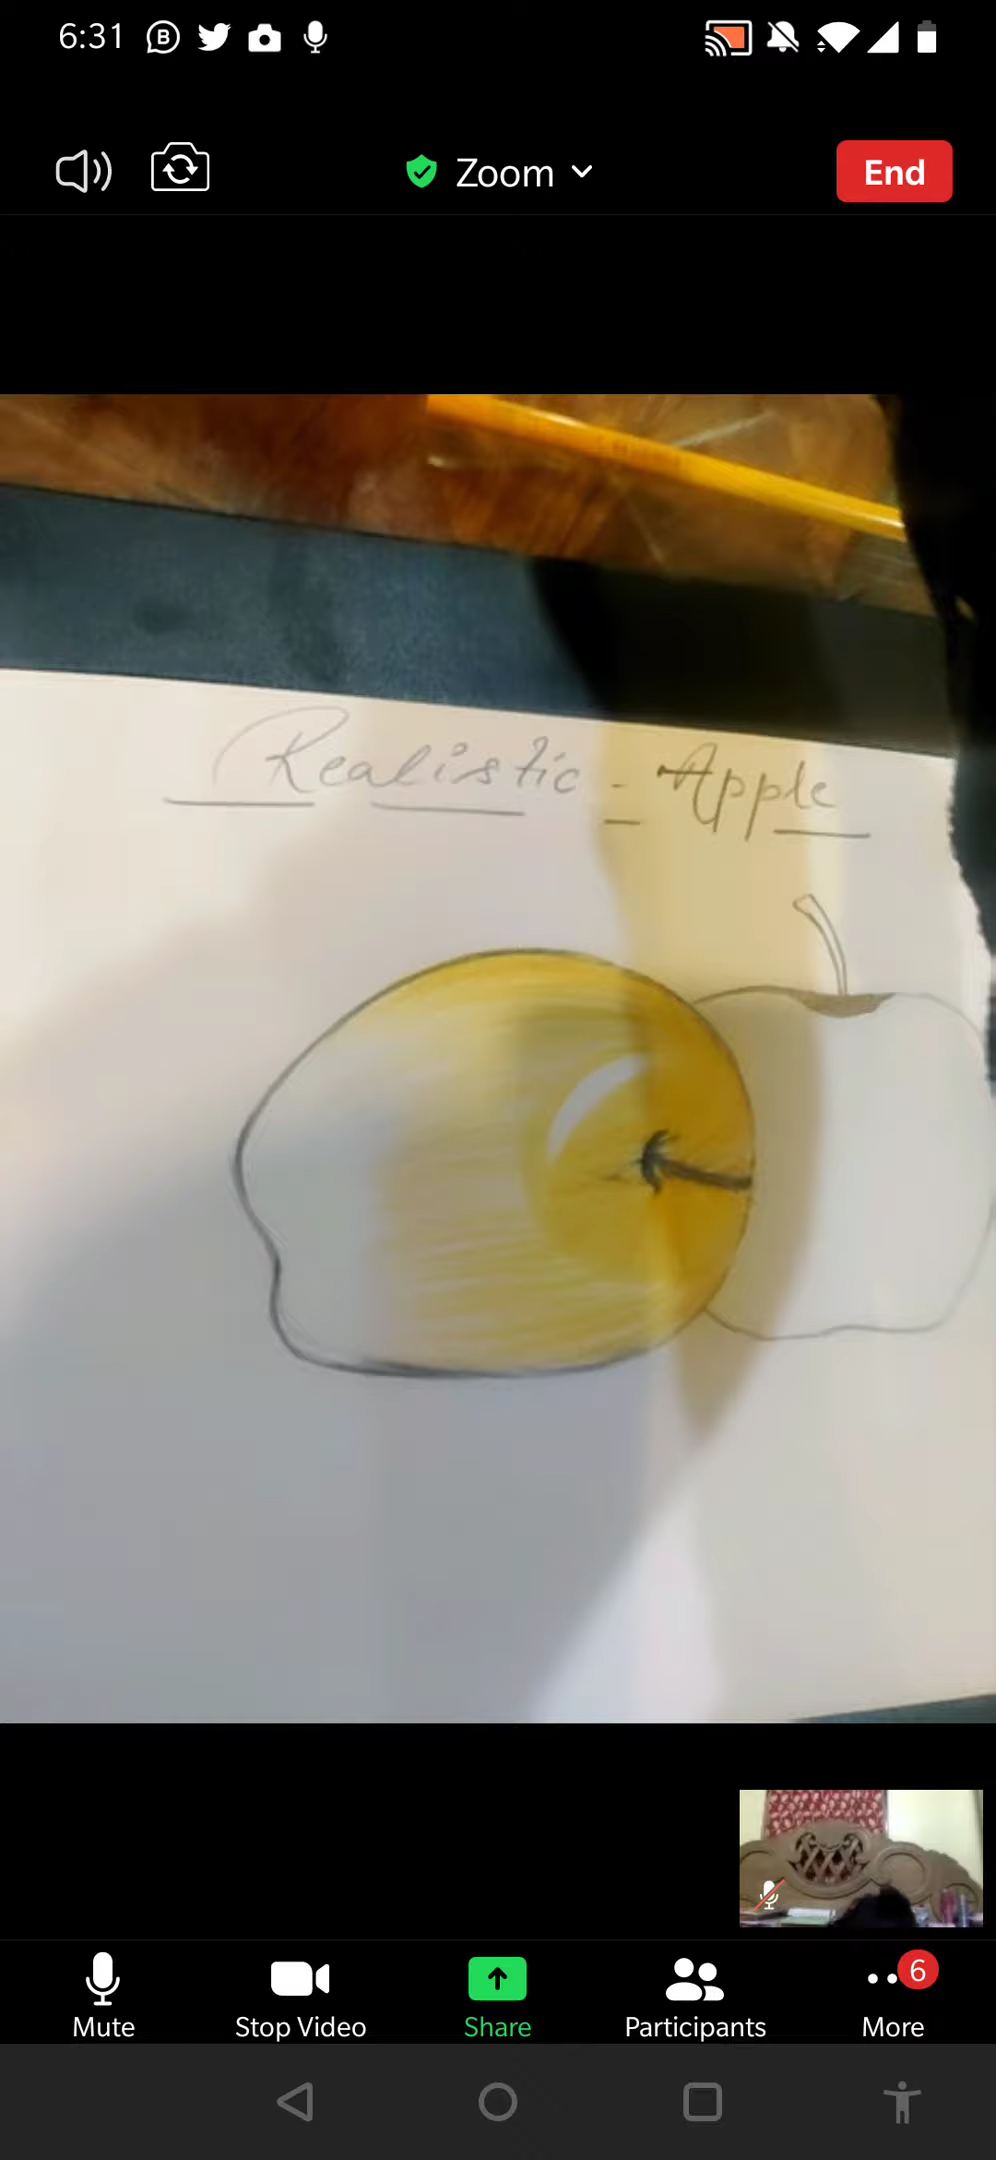 6:31
Zoom
End
Realistic - Apple
Mute
Stop Video
Share
Participants
More
6